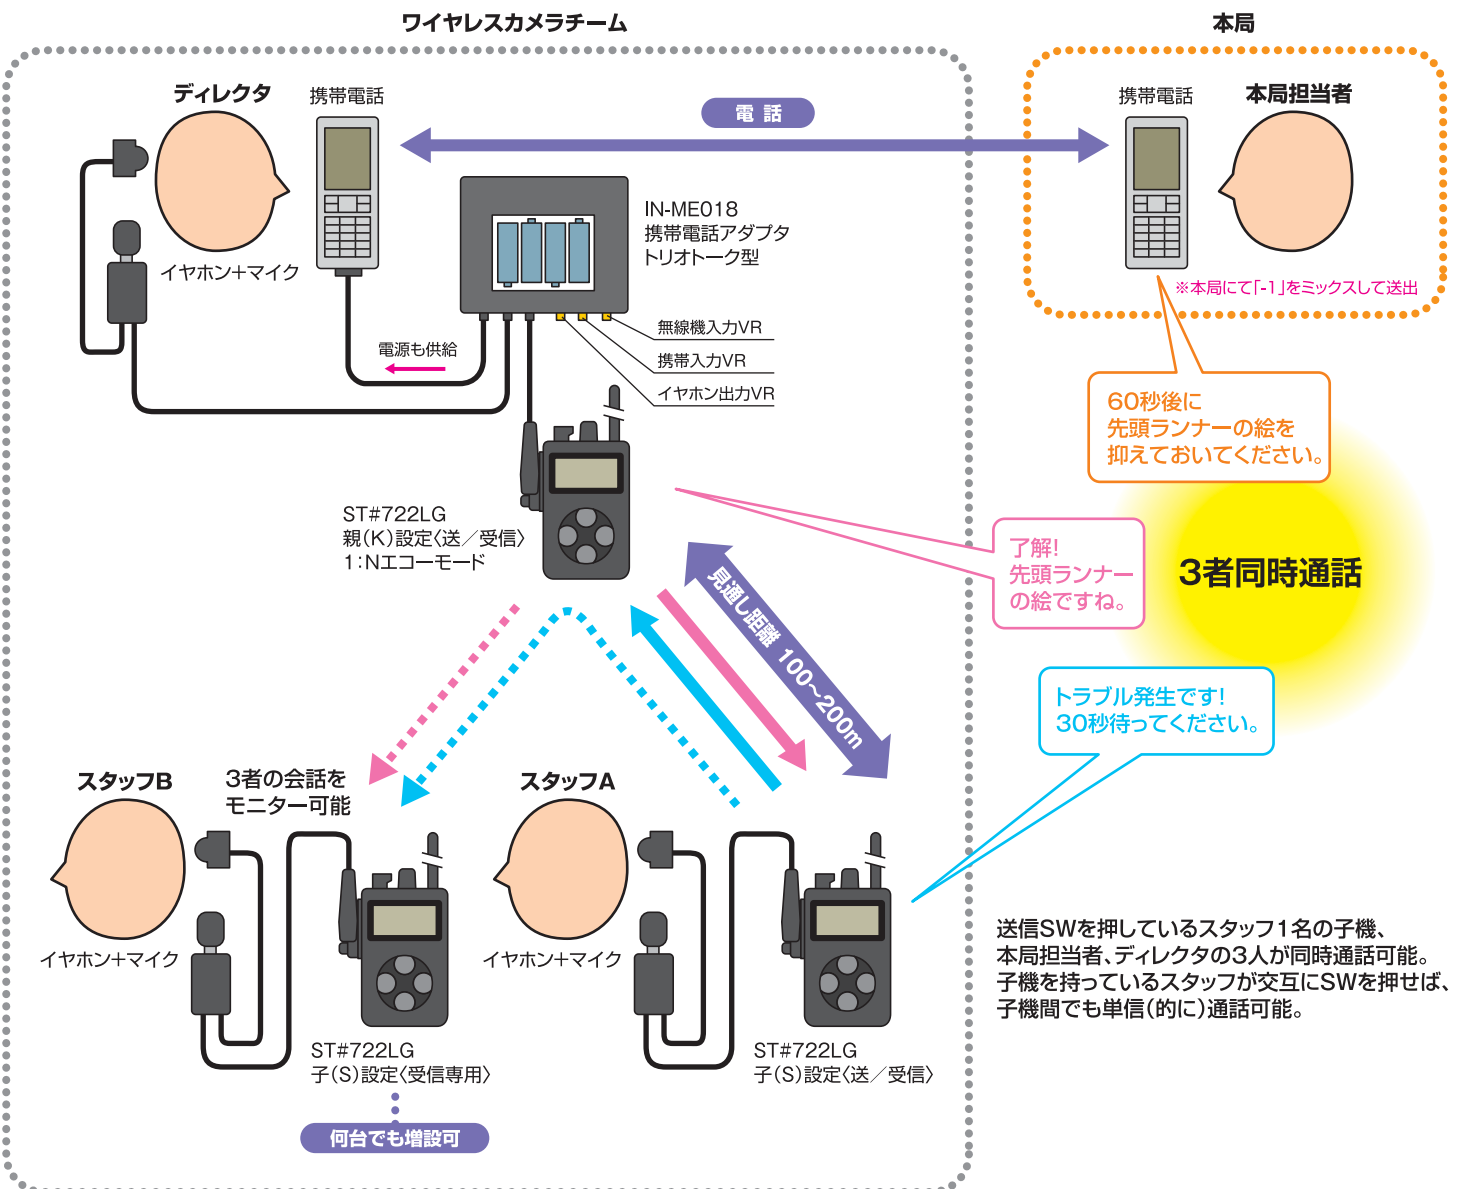 ワイヤレスカメラチーム
本局
ディレクタ
携帯電話
電話
携帯電話
本局担当者
イヤホン+マイク
IN-ME018
携帯電話アダプタ
トリオトーク型
※本局にて「-1」をミックスして送出
無線機入力VR
携帯入力VR
イヤホン出力VR
電源も供給
60秒後に
先頭ランナーの絵を
抑えておいてください。
ST#722LG
親(K)設定〈送／受信〉
1:Nエコーモード
了解!
先頭ランナー
の絵ですね。
3者同時通話
見通し距離 100〜200m
トラブル発生です!
30秒待ってください。
スタッフB
3者の会話を
モニター可能
スタッフA
イヤホン+マイク
イヤホン+マイク
送信SWを押しているスタッフ1名の子機、
本局担当者、ディレクタの3人が同時通話可能。
子機を持っているスタッフが交互にSWを押せば、
子機間でも単信(的に)通話可能。
ST#722LG
子(S)設定〈受信専用〉
ST#722LG
子(S)設定〈送／受信〉
何台でも増設可